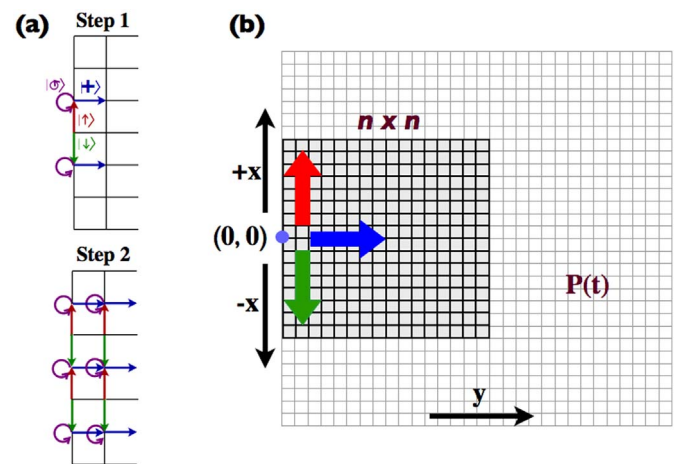 (a)
Step 1
|↺⟩
|+⟩
|↑⟩
|↓⟩
Step 2
(b)
n x n
+x
(0, 0)
-x
P(t)
y